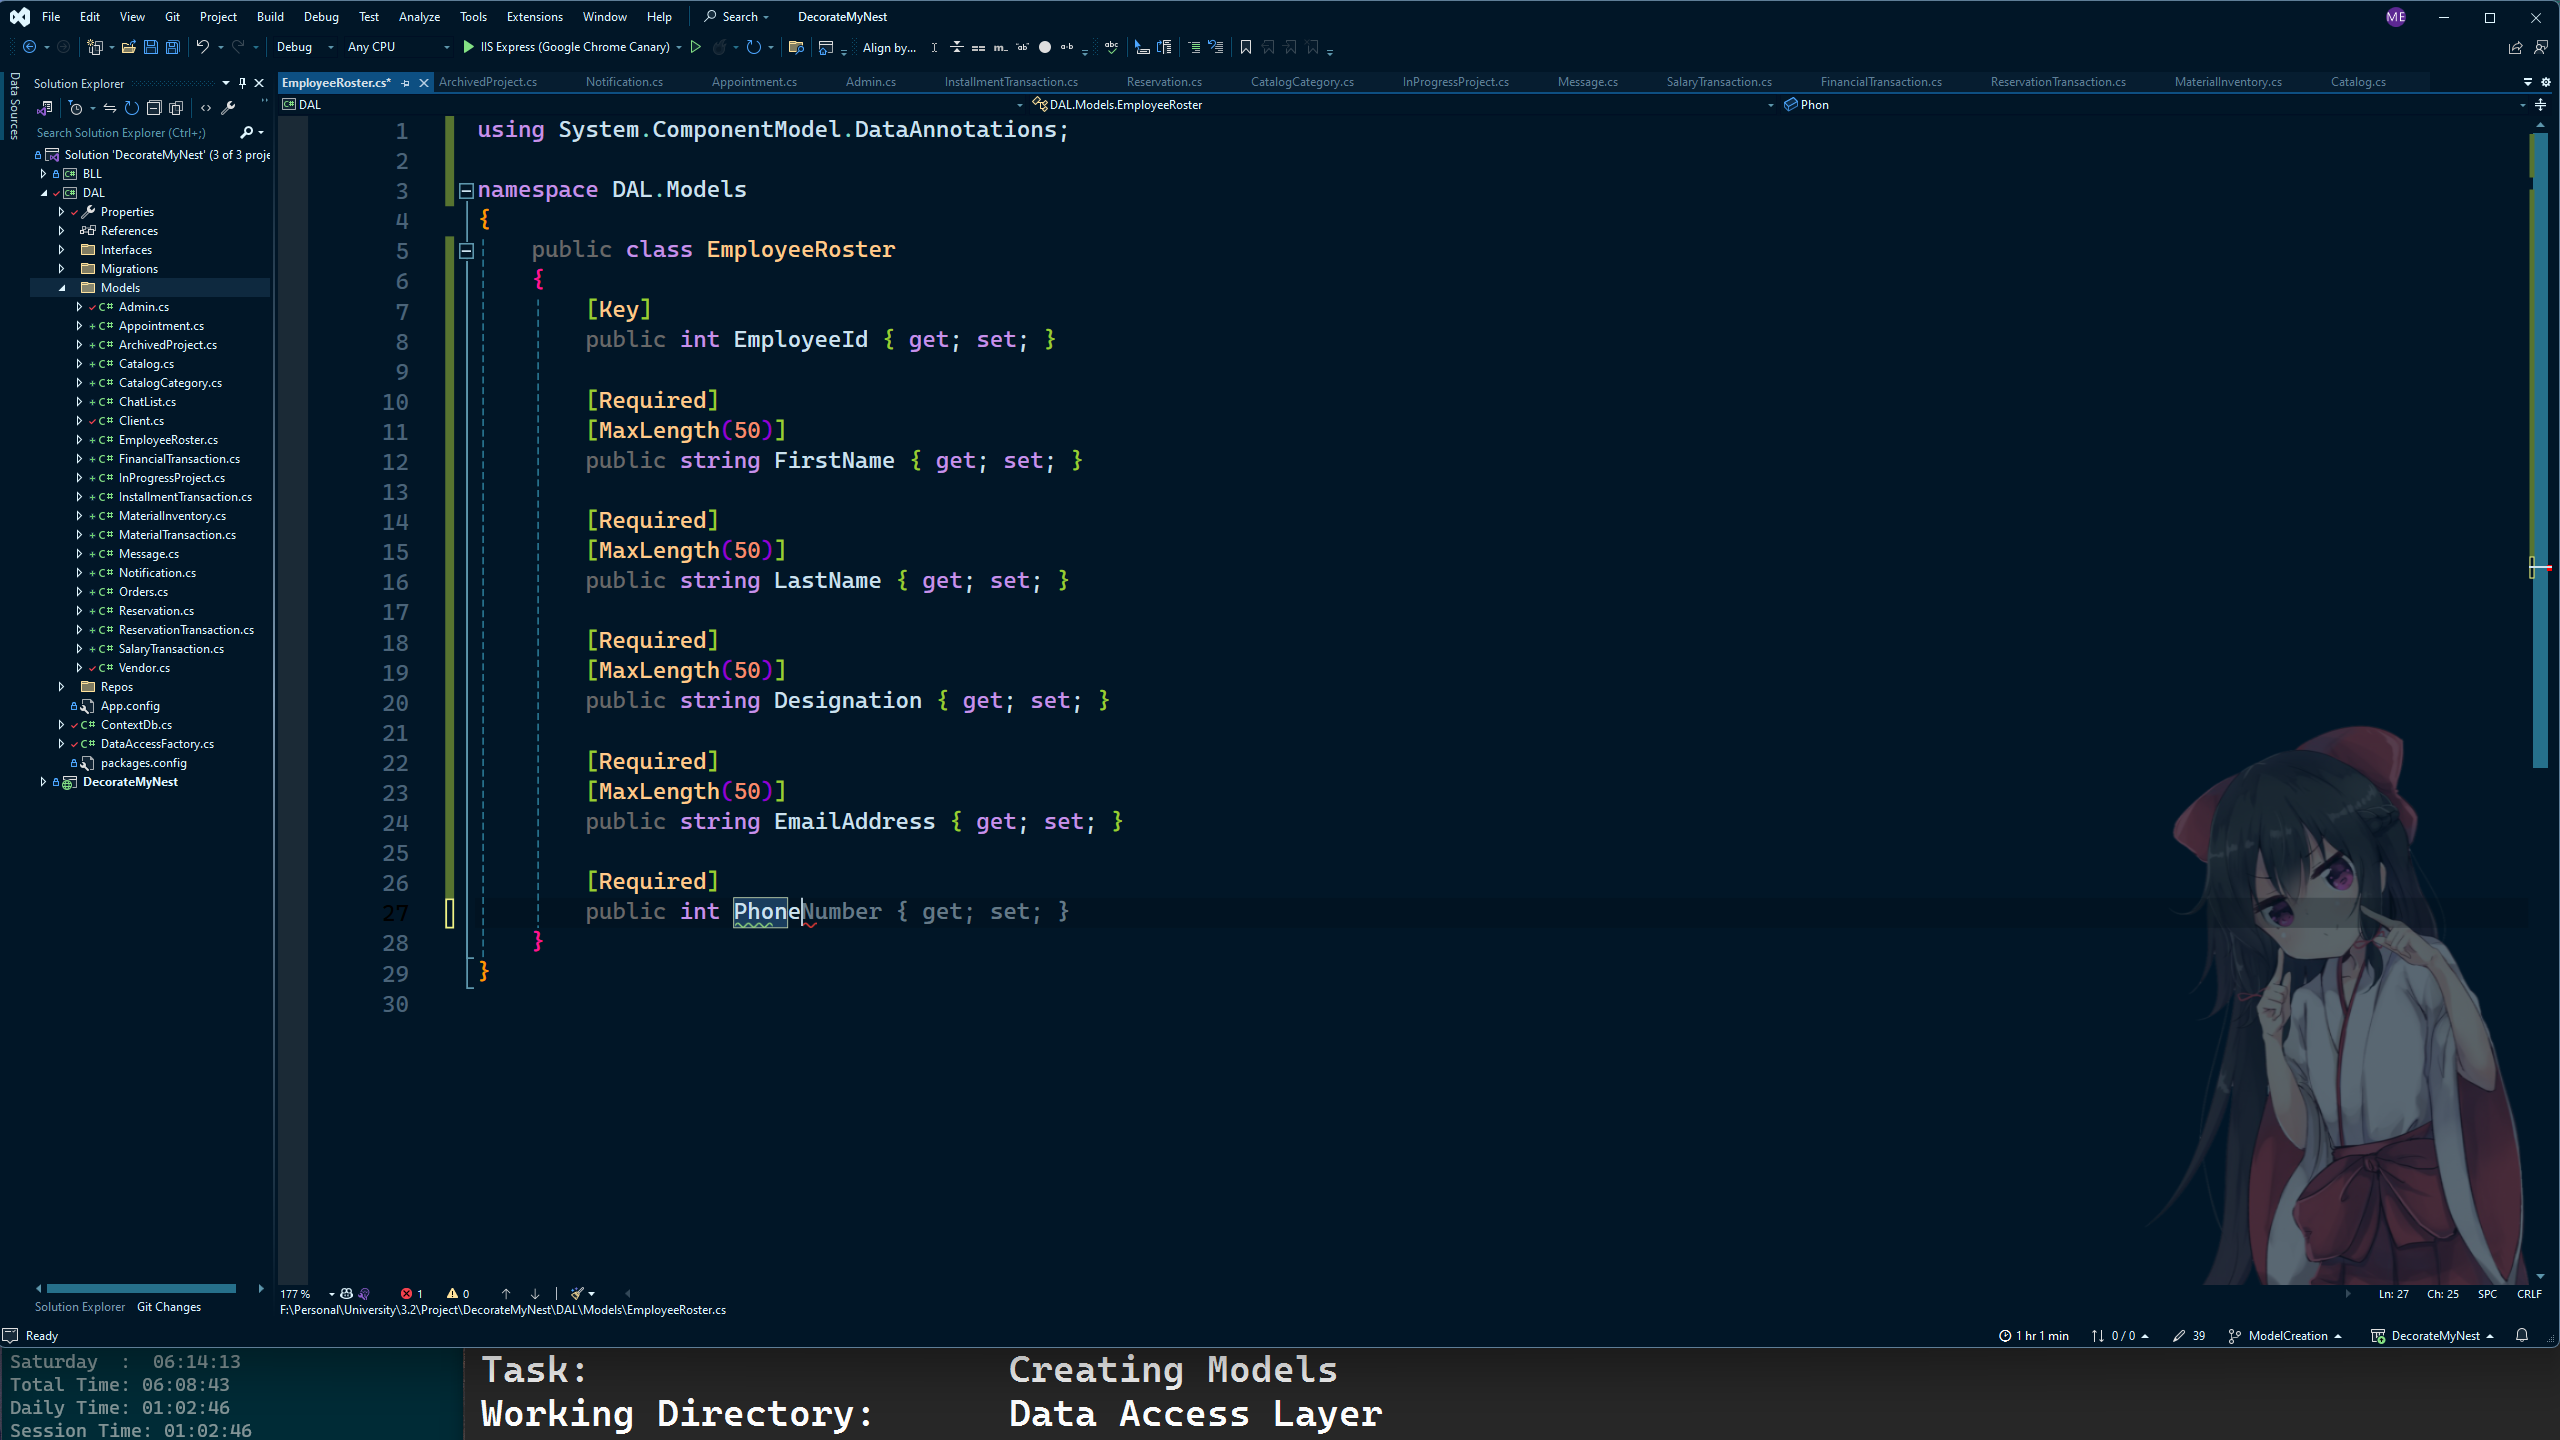 File Edit View Git Project Build Debug Test Analyze Tools Extensions Window Help Search DecorateMyNest ME
Debug Any CPU IIS Express (Google Chrome Canary) Align by...
Data Sources
Solution Explorer
EmployeeRoster.cs* ArchivedProject.cs Notification.cs Appointment.cs Admin.cs InstallmentTransaction.cs Reservation.cs CatalogCategory.cs InProgressProject.cs Message.cs SalaryTransaction.cs FinancialTransaction.cs ReservationTransaction.cs MaterialInventory.cs Catalog.cs
DAL DAL.Models.EmployeeRoster Phon
Search Solution Explorer (Ctrl+;)
Solution 'DecorateMyNest' (3 of 3 proje
BLL
DAL
Properties
References
Interfaces
Migrations
Models
C# Admin.cs
C# Appointment.cs
C# ArchivedProject.cs
C# Catalog.cs
C# CatalogCategory.cs
C# ChatList.cs
C# Client.cs
C# EmployeeRoster.cs
C# FinancialTransaction.cs
C# InProgressProject.cs
C# InstallmentTransaction.cs
C# MaterialInventory.cs
C# MaterialTransaction.cs
C# Message.cs
C# Notification.cs
C# Orders.cs
C# Reservation.cs
C# ReservationTransaction.cs
C# SalaryTransaction.cs
C# Vendor.cs
Repos
App.config
C# ContextDb.cs
C# DataAccessFactory.cs
packages.config
DecorateMyNest
Solution Explorer Git Changes
1 using System.ComponentModel.DataAnnotations;
2
3 namespace DAL.Models
4 {
5 public class EmployeeRoster
6 {
7 [Key]
8 public int EmployeeId { get; set; }
9
10 [Required]
11 [MaxLength(50)]
12 public string FirstName { get; set; }
13
14 [Required]
15 [MaxLength(50)]
16 public string LastName { get; set; }
17
18 [Required]
19 [MaxLength(50)]
20 public string Designation { get; set; }
21
22 [Required]
23 [MaxLength(50)]
24 public string EmailAddress { get; set; }
25
26 [Required]
27 public int PhoneNumber { get; set; }
28 }
29 }
30
177 % 1 0 Ln: 27 Ch: 25 SPC CRLF
F:\Personal\University\3.2\Project\DecorateMyNest\DAL\Models\EmployeeRoster.cs
Ready 1 hr 1 min 0 / 0 39 ModelCreation DecorateMyNest
Saturday : 06:14:13
Total Time: 06:08:43
Daily Time: 01:02:46
Session Time: 01:02:46
Task: Creating Models
Working Directory: Data Access Layer